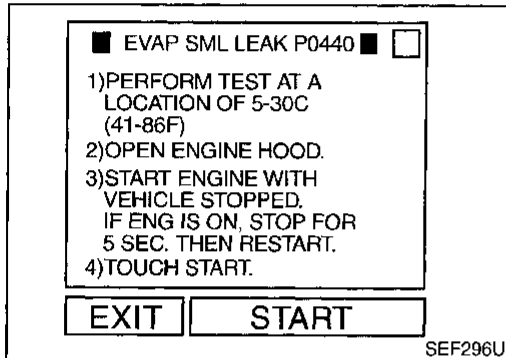 ■ EVAP SML LEAK P0440 ■ □
1)PERFORM TEST AT A
LOCATION OF 5-30C
(41-86F)
2)OPEN ENGINE HOOD.
3)START ENGINE WITH
VEHICLE STOPPED.
IF ENG IS ON, STOP FOR
5 SEC. THEN RESTART.
4)TOUCH START.
EXIT START
SEF296U